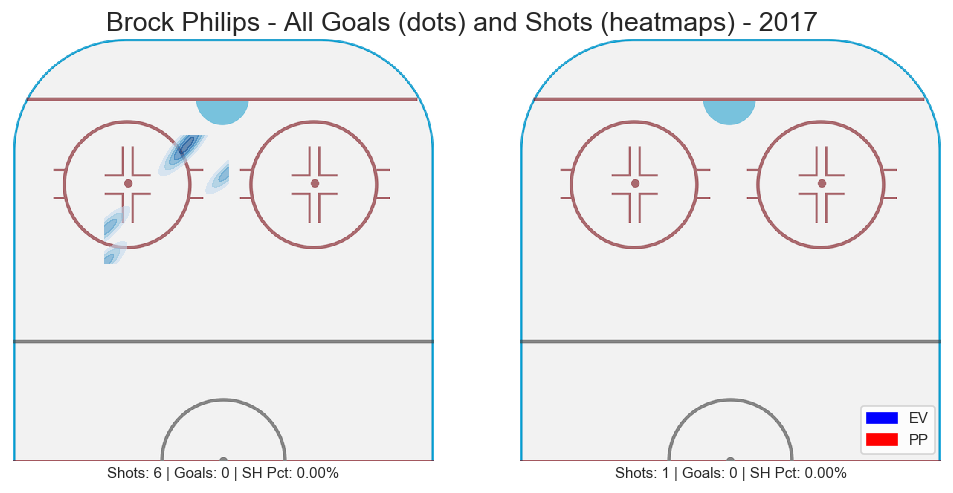 Brock Philips - All Goals (dots) and Shots (heatmaps) - 2017
EV
PP
Shots: 6 | Goals: 0 | SH Pct: 0.00%
Shots: 1 | Goals: 0 | SH Pct: 0.00%